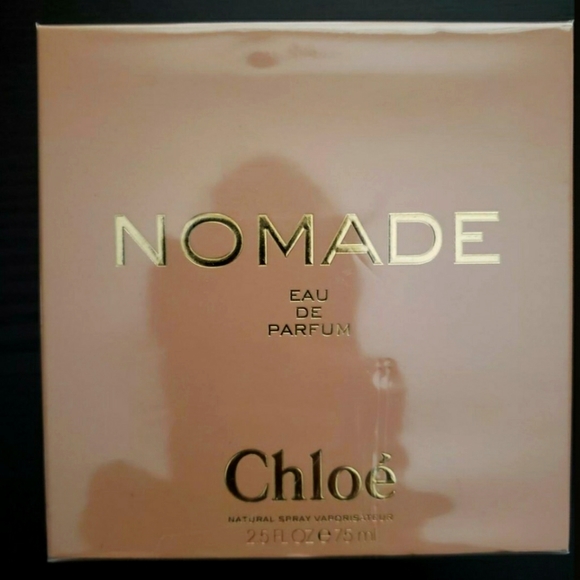 NOMADE
EAU
DE
PARFUM
Chloé
NATURAL SPRAY VAPORISATEUR
2.5 FL OZ ℮ 75 ml